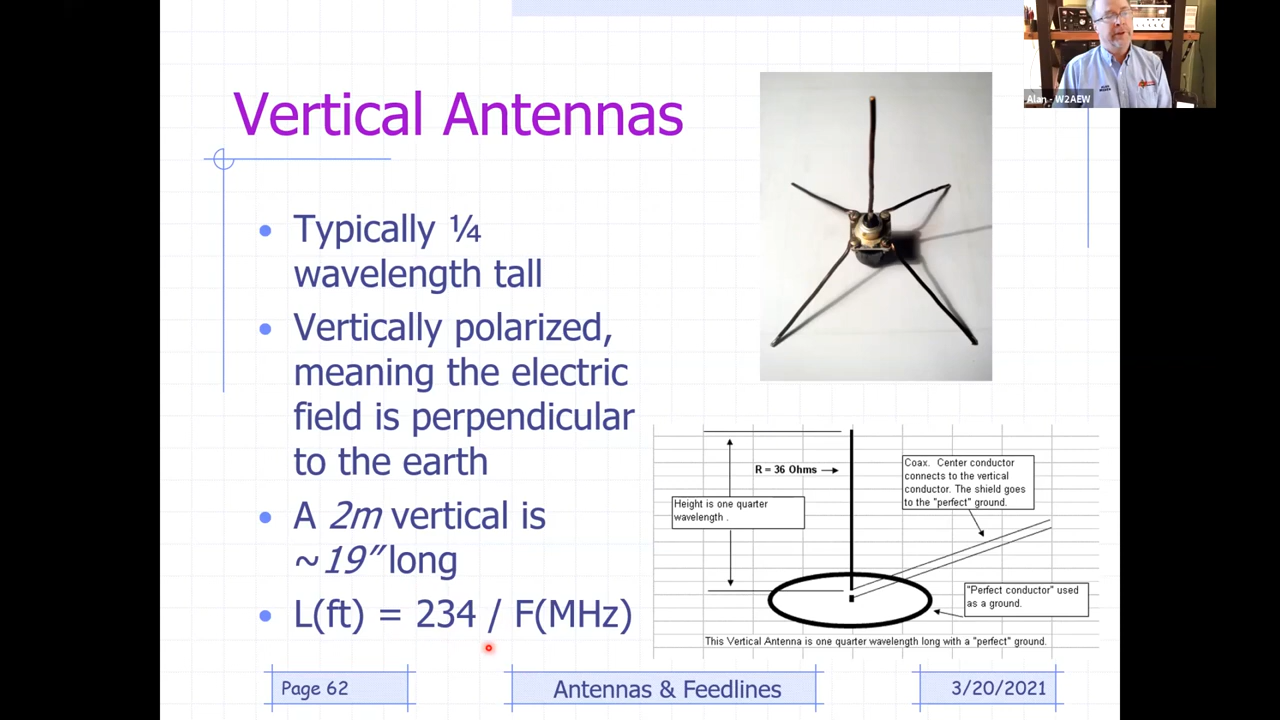 Alan - W2AEW
Vertical Antennas
• Typically ¼
wavelength tall
• Vertically polarized,
meaning the electric
field is perpendicular
to the earth
• A 2m vertical is
~19” long
• L(ft) = 234 / F(MHz)
R = 36 Ohms
Height is one quarter
wavelength .
Coax. Center conductor
connects to the vertical
conductor. The shield goes
to the "perfect" ground.
"Perfect conductor" used
as a ground.
This Vertical Antenna is one quarter wavelength long with a "perfect" ground.
Page 62
Antennas & Feedlines
3/20/2021